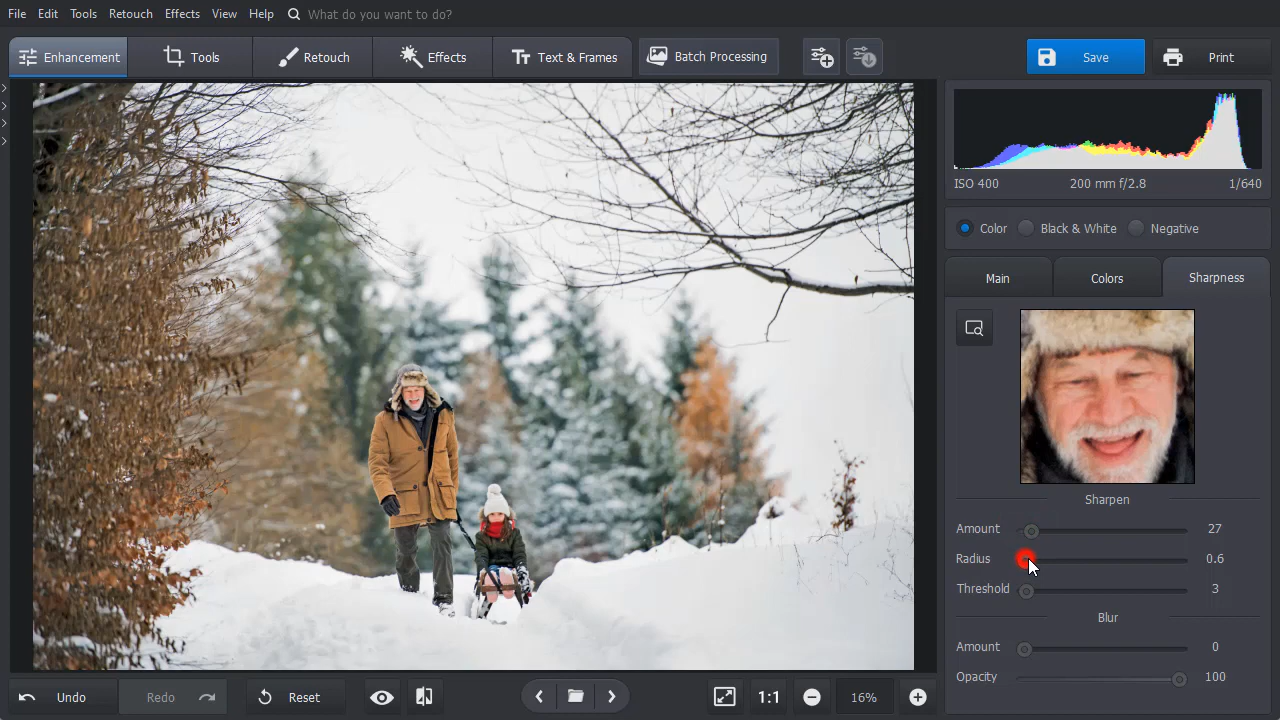 File Edit Tools Retouch Effects View Help What do you want to do?
Enhancement Tools Retouch Effects Text & Frames Batch Processing Save Print
ISO 400 200 mm f/2.8 1/640
Color Black & White Negative
Main Colors Sharpness
Sharpen
Amount 27
Radius 0.6
Threshold 3
Blur
Amount 0
Opacity 100
Undo Redo Reset 1:1 16%